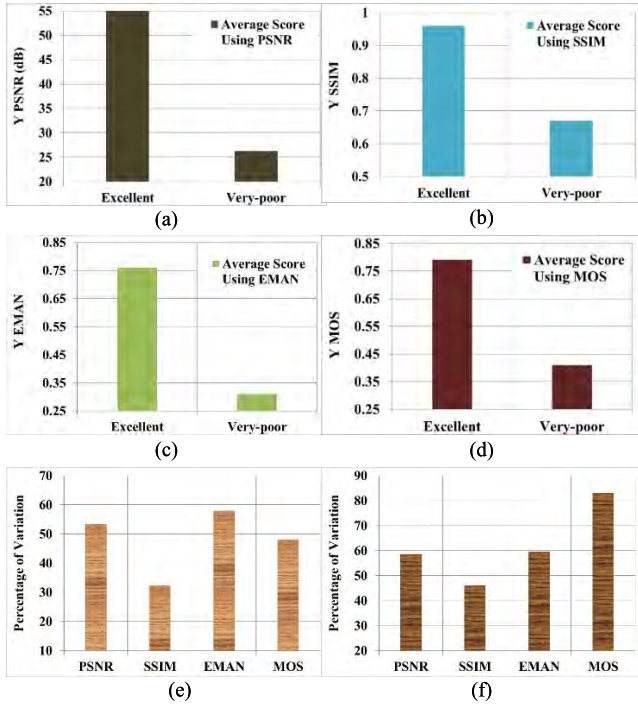 Y PSNR (dB)
55
50
45
40
35
30
25
20
Average Score
Using PSNR
Excellent
Very-poor
(a)
Y SSIM
1
0.9
0.8
0.7
0.6
0.5
Average Score
Using SSIM
Excellent
Very-poor
(b)
Y EMAN
0.85
0.75
0.65
0.55
0.45
0.35
0.25
Average Score
Using EMAN
Excellent
Very-poor
(c)
Y MOS
0.85
0.75
0.65
0.55
0.45
0.35
0.25
Average Score
Using MOS
Excellent
Very-poor
(d)
Percentage of Variation
70
60
50
40
30
20
10
PSNR
SSIM
EMAN
MOS
(e)
Percentage of Variation
90
80
70
60
50
40
30
20
PSNR
SSIM
EMAN
MOS
(f)